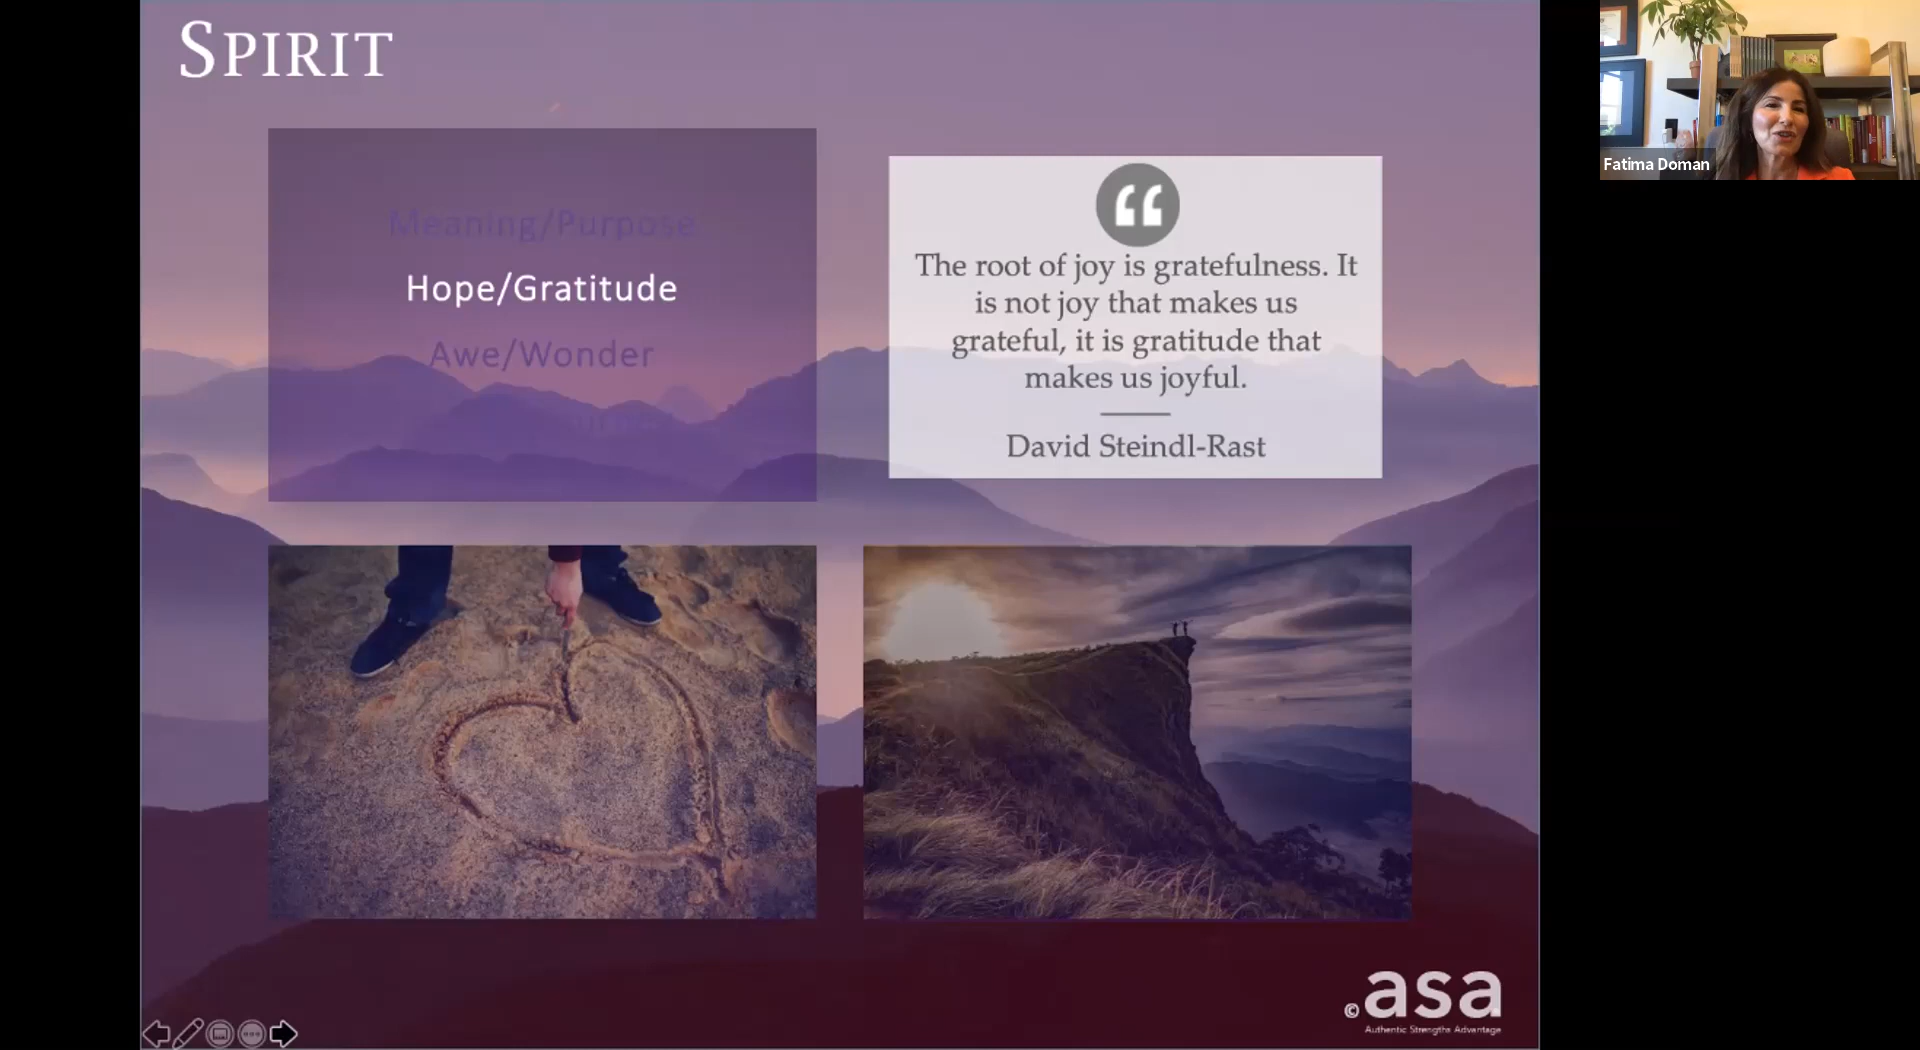 SPIRIT
Meaning/Purpose
Hope/Gratitude
Awe/Wonder
The root of joy is gratefulness. It
is not joy that makes us
grateful, it is gratitude that
makes us joyful.
David Steindl-Rast
Fatima Doman
© asa
Authentic Strengths Advantage